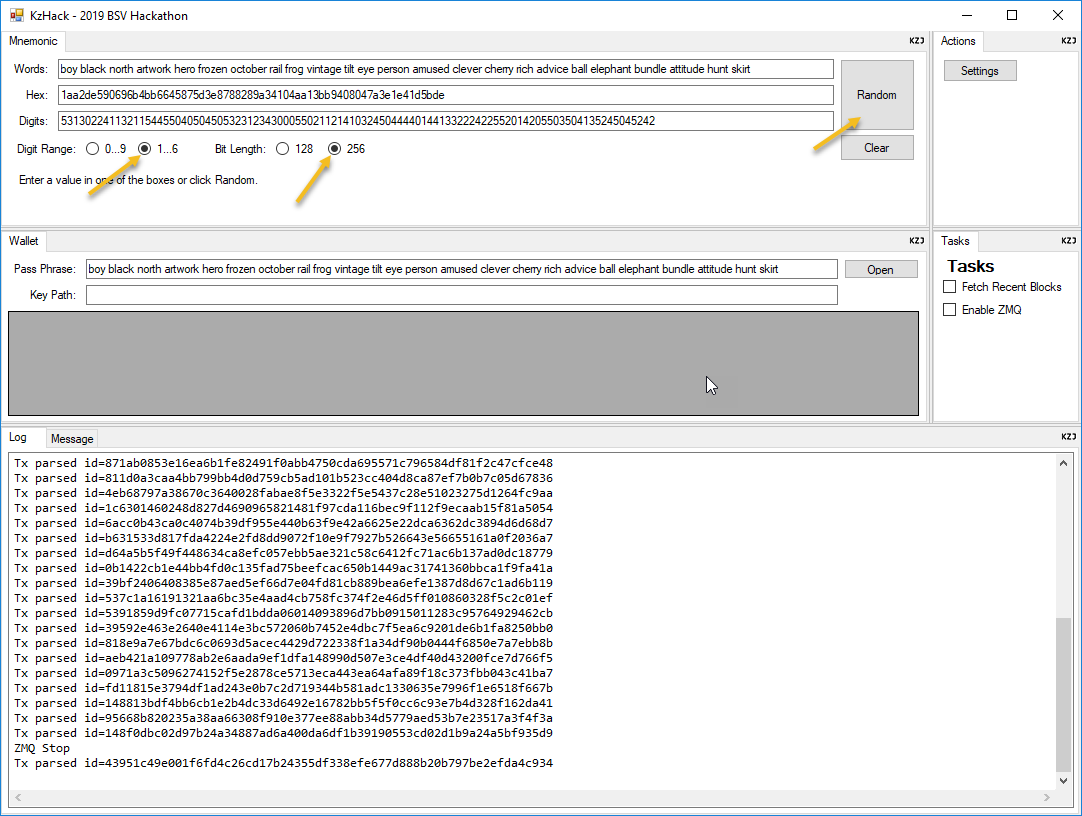 KzHack - 2019 BSV Hackathon
Mnemonic
KZJ
Words: boy black north artwork hero frozen october rail frog vintage tilt eye person amused clever cherry rich advice ball elephant bundle attitude hunt skirt
Hex: 1aa2de590696b4bb6645875d3e8788289a34104aa13bb9408047a3e1e41d5bde
Digits: 531302241132115445504050450532312343000550211214103245044440144133222422552014205503504135245045242
Random
Clear
Digit Range: 0...9 1...6 Bit Length: 128 256
Enter a value in one of the boxes or click Random.
Actions
KZJ
Settings
Wallet
KZJ
Pass Phrase: boy black north artwork hero frozen october rail frog vintage tilt eye person amused clever cherry rich advice ball elephant bundle attitude hunt skirt
Open
Key Path:
Tasks
KZJ
Tasks
Fetch Recent Blocks
Enable ZMQ
Log Message
KZJ
Tx parsed id=871ab0853e16ea6b1fe82491f0abb4750cda695571c796584df81f2c47cfce48
Tx parsed id=811d0a3caa4bb799bb4d0d759cb5ad101b523cc404d8ca87ef7b0b7c05d67836
Tx parsed id=4eb68797a38670c3640028fabae8f5e3322f5e5437c28e51023275d1264fc9aa
Tx parsed id=1c6301460248d827d4690965821481f97cda116bec9f112f9ecaab15f81a5054
Tx parsed id=6acc0b43ca0c4074b39df955e440b63f9e42a6625e22dca6362dc3894d6d68d7
Tx parsed id=b631533d817fda4224e2fd8dd9072f10e9f7927b526643e56655161a0f2036a7
Tx parsed id=d64a5b5f49f448634ca8efc057ebb5ae321c58c6412fc71ac6b137ad0dc18779
Tx parsed id=0b1422cb1e44bb4fd0c135fad75beefcac650b1449ac31741360bbca1f9fa41a
Tx parsed id=39bf2406408385e87aed5ef66d7e04fd81cb889bea6efe1387d8d67c1ad6b119
Tx parsed id=537c1a16191321aa6bc35e4aad4cb758fc374f2e46d5ff010860328f5c2c01ef
Tx parsed id=5391859d9fc07715cafd1bdda06014093896d7bb0915011283c95764929462cb
Tx parsed id=39592e463e2640e4114e3bc572060b7452e4dbc7f5ea6c9201de6b1fa8250bb0
Tx parsed id=818e9a7e67bdc6c0693d5acec4429d722338f1a34df90b0444f6850e7a7ebb8b
Tx parsed id=aeb421a109778ab2e6aada9ef1dfa148990d507e3ce4df40d43200fce7d766f5
Tx parsed id=0971a3c5096274152f5e2878ce5713eca443ea64afa89f18c373fbb043c41ba7
Tx parsed id=fd11815e3794df1ad243e0b7c2d719344b581adc1330635e7996f1e6518f667b
Tx parsed id=148813bdf4bb6cb1e2b4dc33d6492e16782bb5f5f0cc6c93e7b4d328f162da41
Tx parsed id=95668b820235a38aa66308f910e377ee88abb34d5779aed53b7e23517a3f4f3a
Tx parsed id=148f0dbc02d97b24a34887ad6a400da6df1b39190553cd02d1b9a24a5bf935d9
ZMQ Stop
Tx parsed id=43951c49e001f6fd4c26cd17b24355df338efe677d888b20b797be2efda4c934